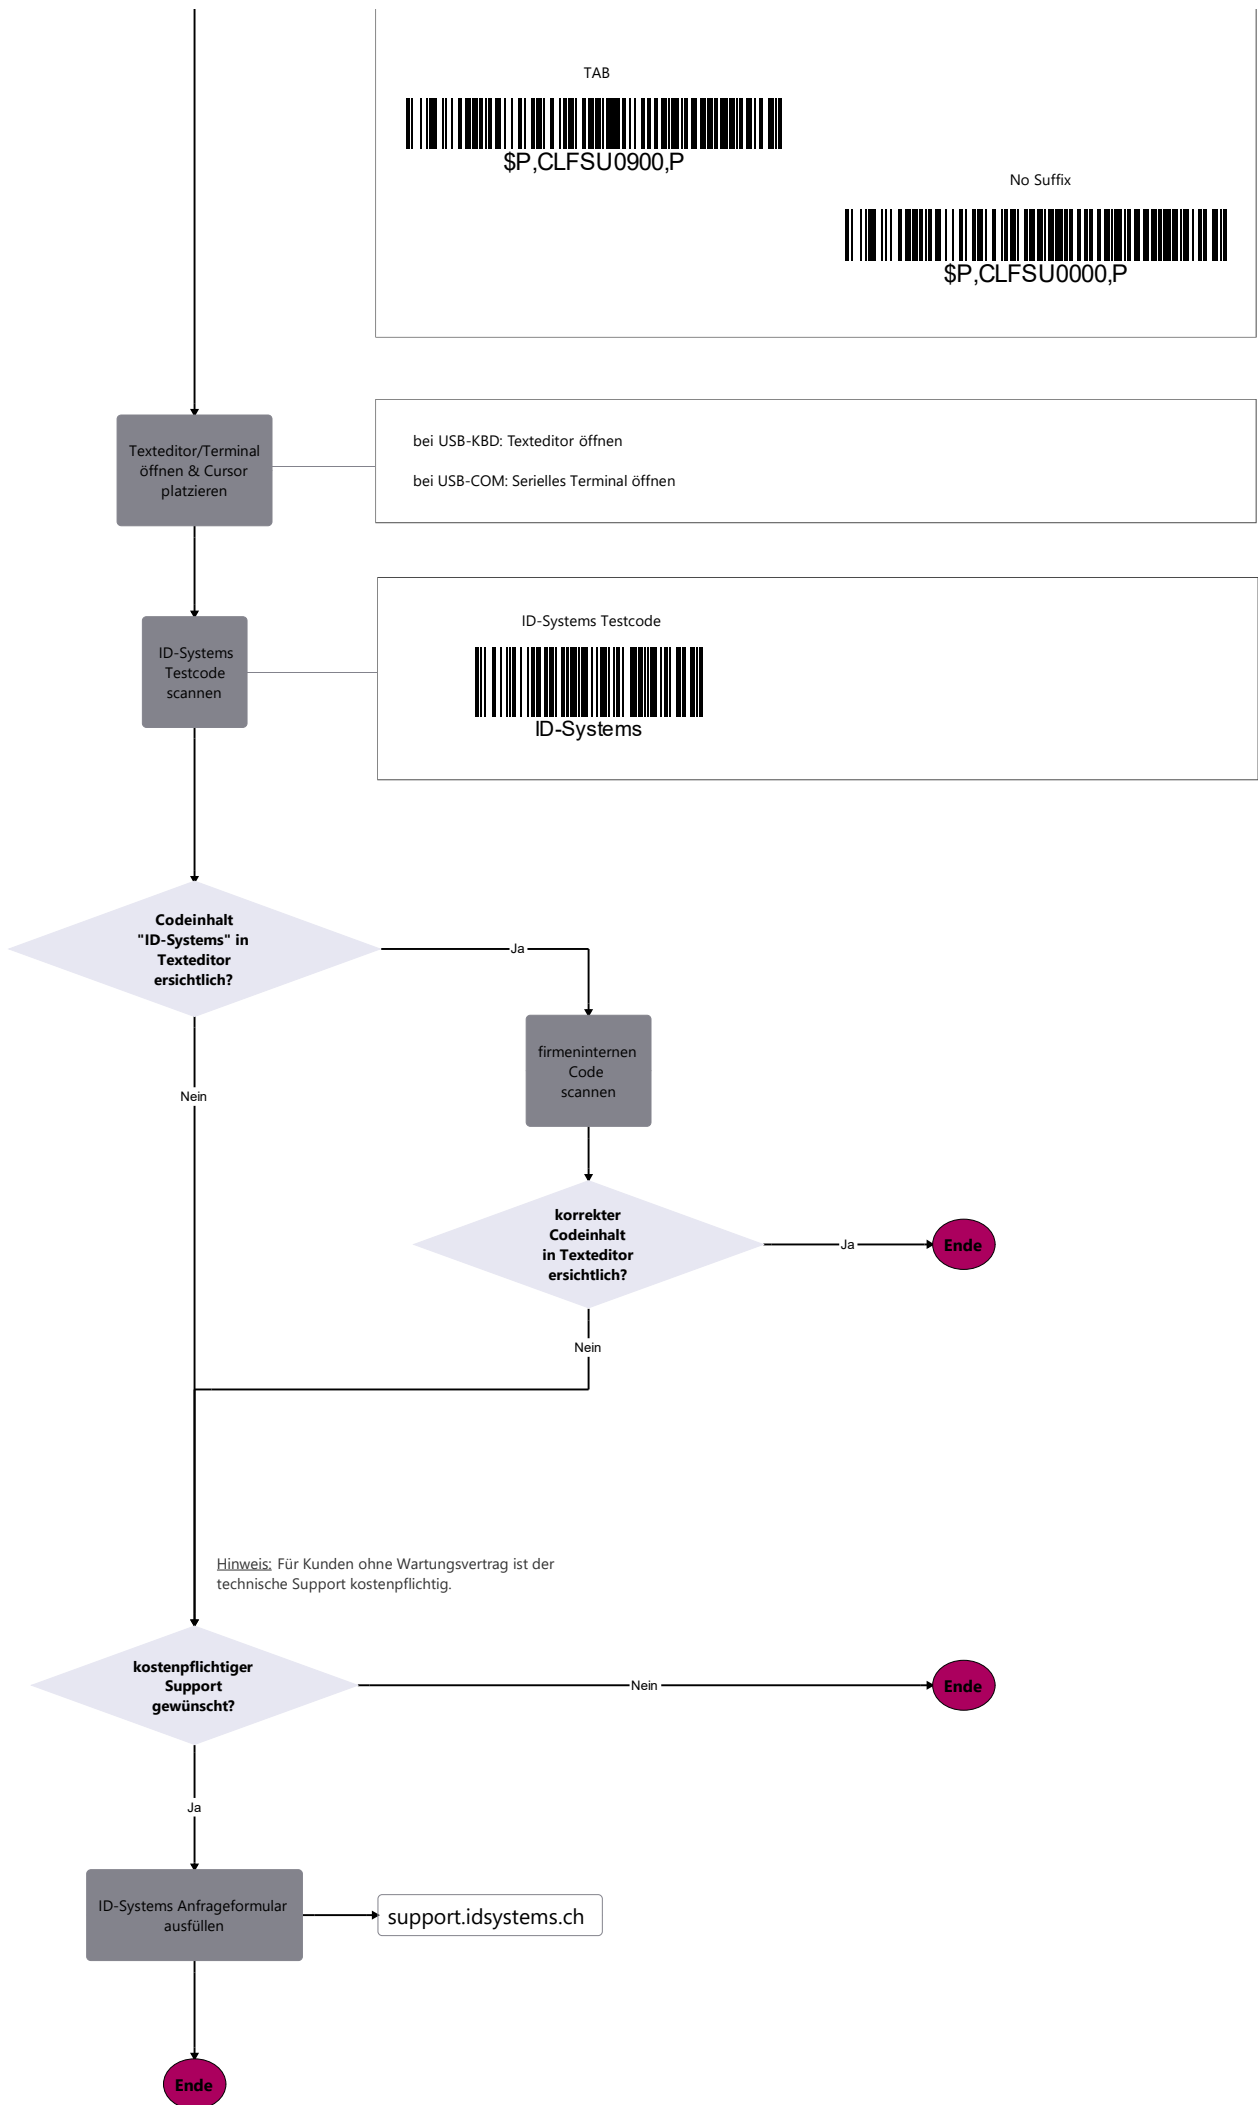 TAB
$P,CLFSU0900,P
No Suffix
$P,CLFSU0000,P
Texteditor/Terminal
öffnen & Cursor
platzieren
bei USB-KBD: Texteditor öffnen
bei USB-COM: Serielles Terminal öffnen
ID-Systems
Testcode
scannen
ID-Systems Testcode
ID-Systems
Codeinhalt
"ID-Systems" in
Texteditor
ersichtlich?
Ja
firmeninternen
Code
scannen
Nein
korrekter
Codeinhalt
in Texteditor
ersichtlich?
Ja
Ende
Nein
Hinweis: Für Kunden ohne Wartungsvertrag ist der
technische Support kostenpflichtig.
kostenpflichtiger
Support
gewünscht?
Nein
Ende
Ja
ID-Systems Anfrageformular
ausfüllen
support.idsystems.ch
Ende